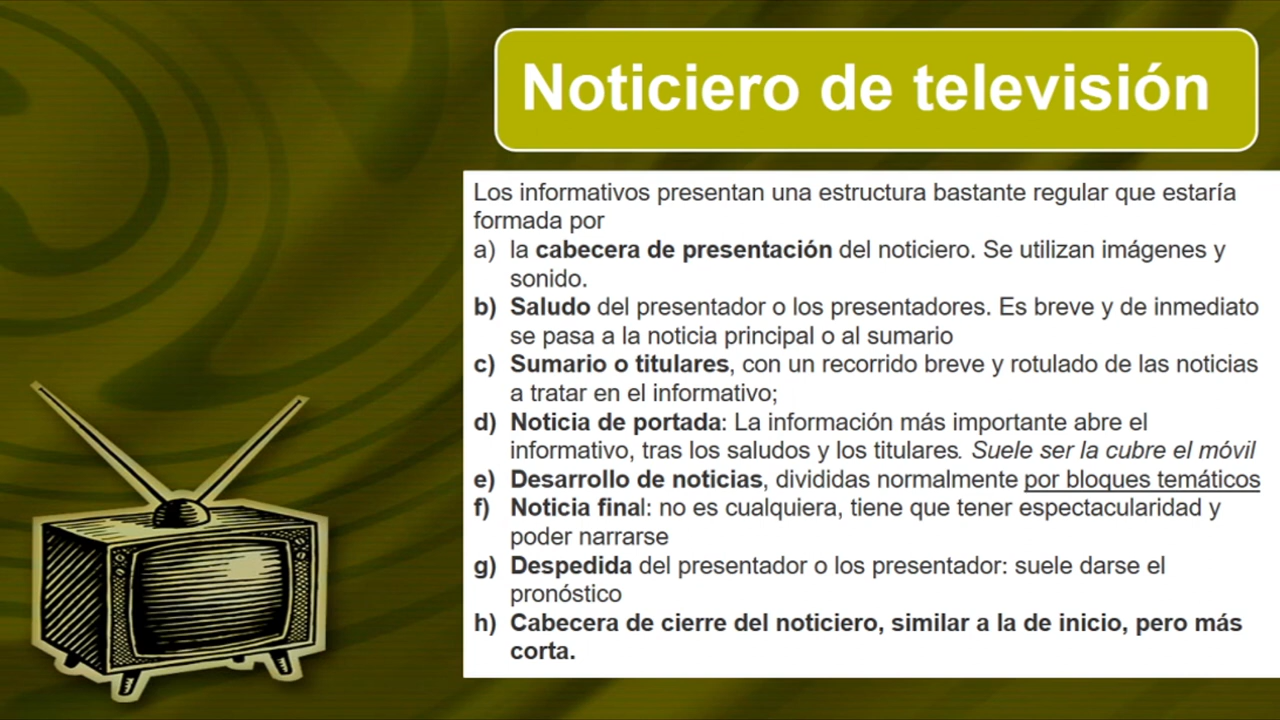 Noticiero de televisión
Los informativos presentan una estructura bastante regular que estaría
formada por
a) la cabecera de presentación del noticiero. Se utilizan imágenes y
sonido.
b) Saludo del presentador o los presentadores. Es breve y de inmediato
se pasa a la noticia principal o al sumario
c) Sumario o titulares, con un recorrido breve y rotulado de las noticias
a tratar en el informativo;
d) Noticia de portada: La información más importante abre el
informativo, tras los saludos y los titulares. Suele ser la cubre el móvil
e) Desarrollo de noticias, divididas normalmente por bloques temáticos
f) Noticia final: no es cualquiera, tiene que tener espectacularidad y
poder narrarse
g) Despedida del presentador o los presentador: suele darse el
pronóstico
h) Cabecera de cierre del noticiero, similar a la de inicio, pero más
corta.